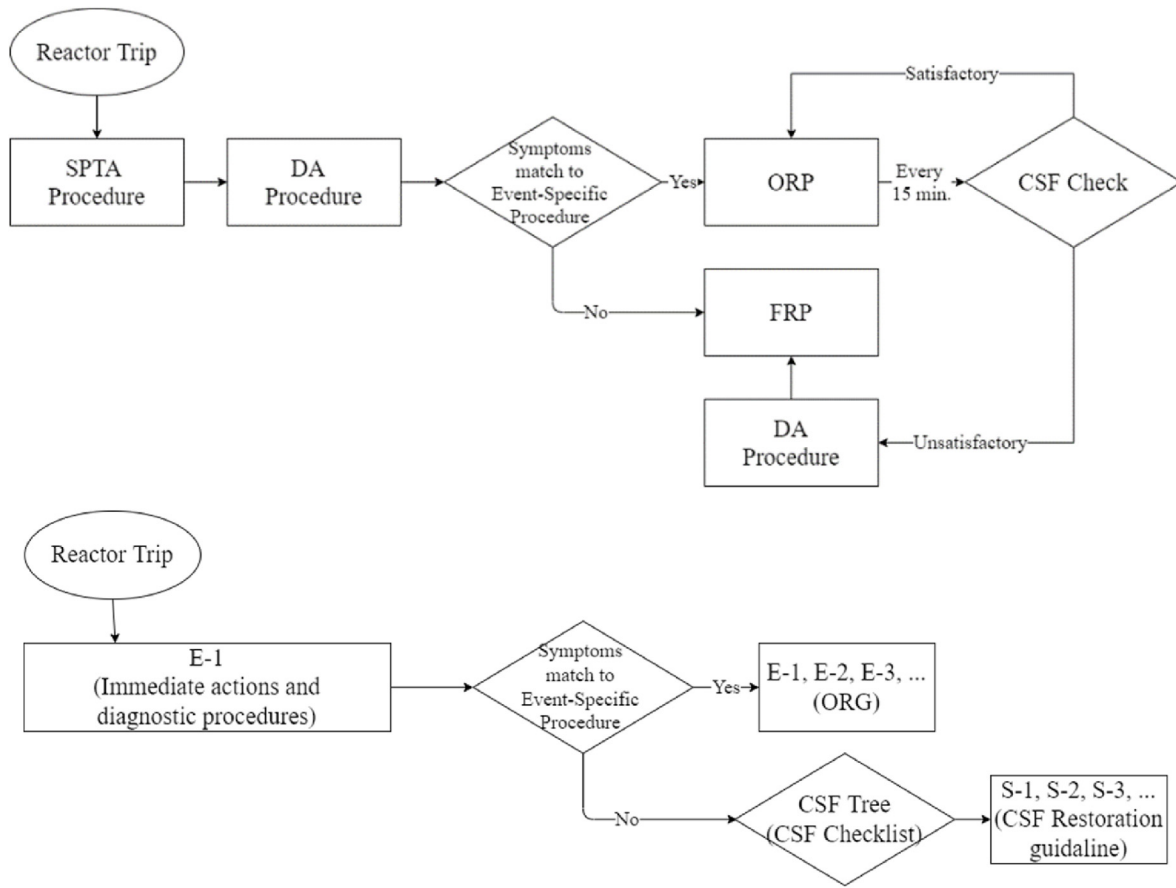 Reactor Trip
SPTA
Procedure
DA
Procedure
Symptoms
match to
Event-Specific
Procedure
Yes
ORP
Every
15 min.
CSF Check
Satisfactory
No
FRP
DA
Procedure
Unsatisfactory
Reactor Trip
E-1
(Immediate actions and
diagnostic procedures)
Symptoms
match to
Event-Specific
Procedure
Yes
E-1, E-2, E-3, ...
(ORG)
No
CSF Tree
(CSF Checklist)
S-1, S-2, S-3, ...
(CSF Restoration
guidaline)